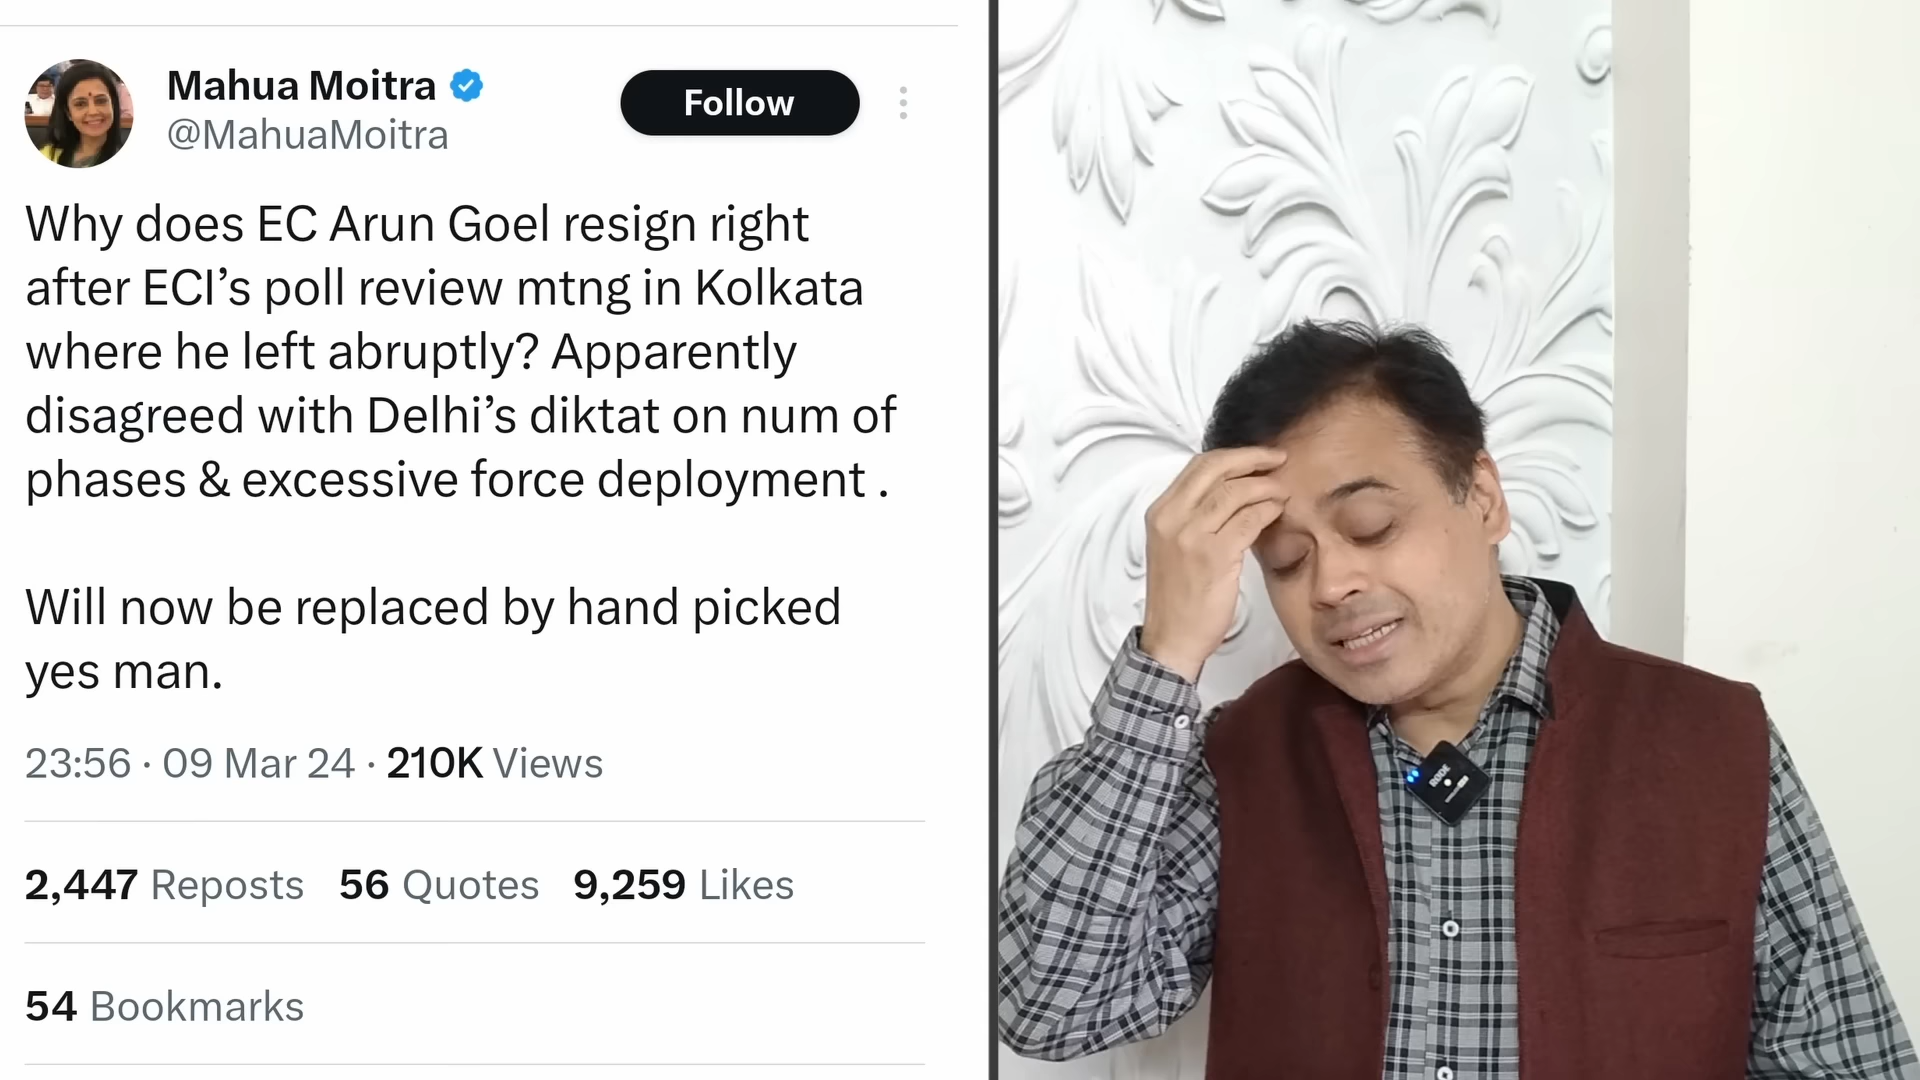 Mahua Moitra
Follow
@MahuaMoitra
Why does EC Arun Goel resign right
after ECI’s poll review mtng in Kolkata
where he left abruptly? Apparently
disagreed with Delhi’s diktat on num of
phases & excessive force deployment .
Will now be replaced by hand picked
yes man.
23:56 · 09 Mar 24 · 210K Views
2,447 Reposts 56 Quotes 9,259 Likes
54 Bookmarks
RODE